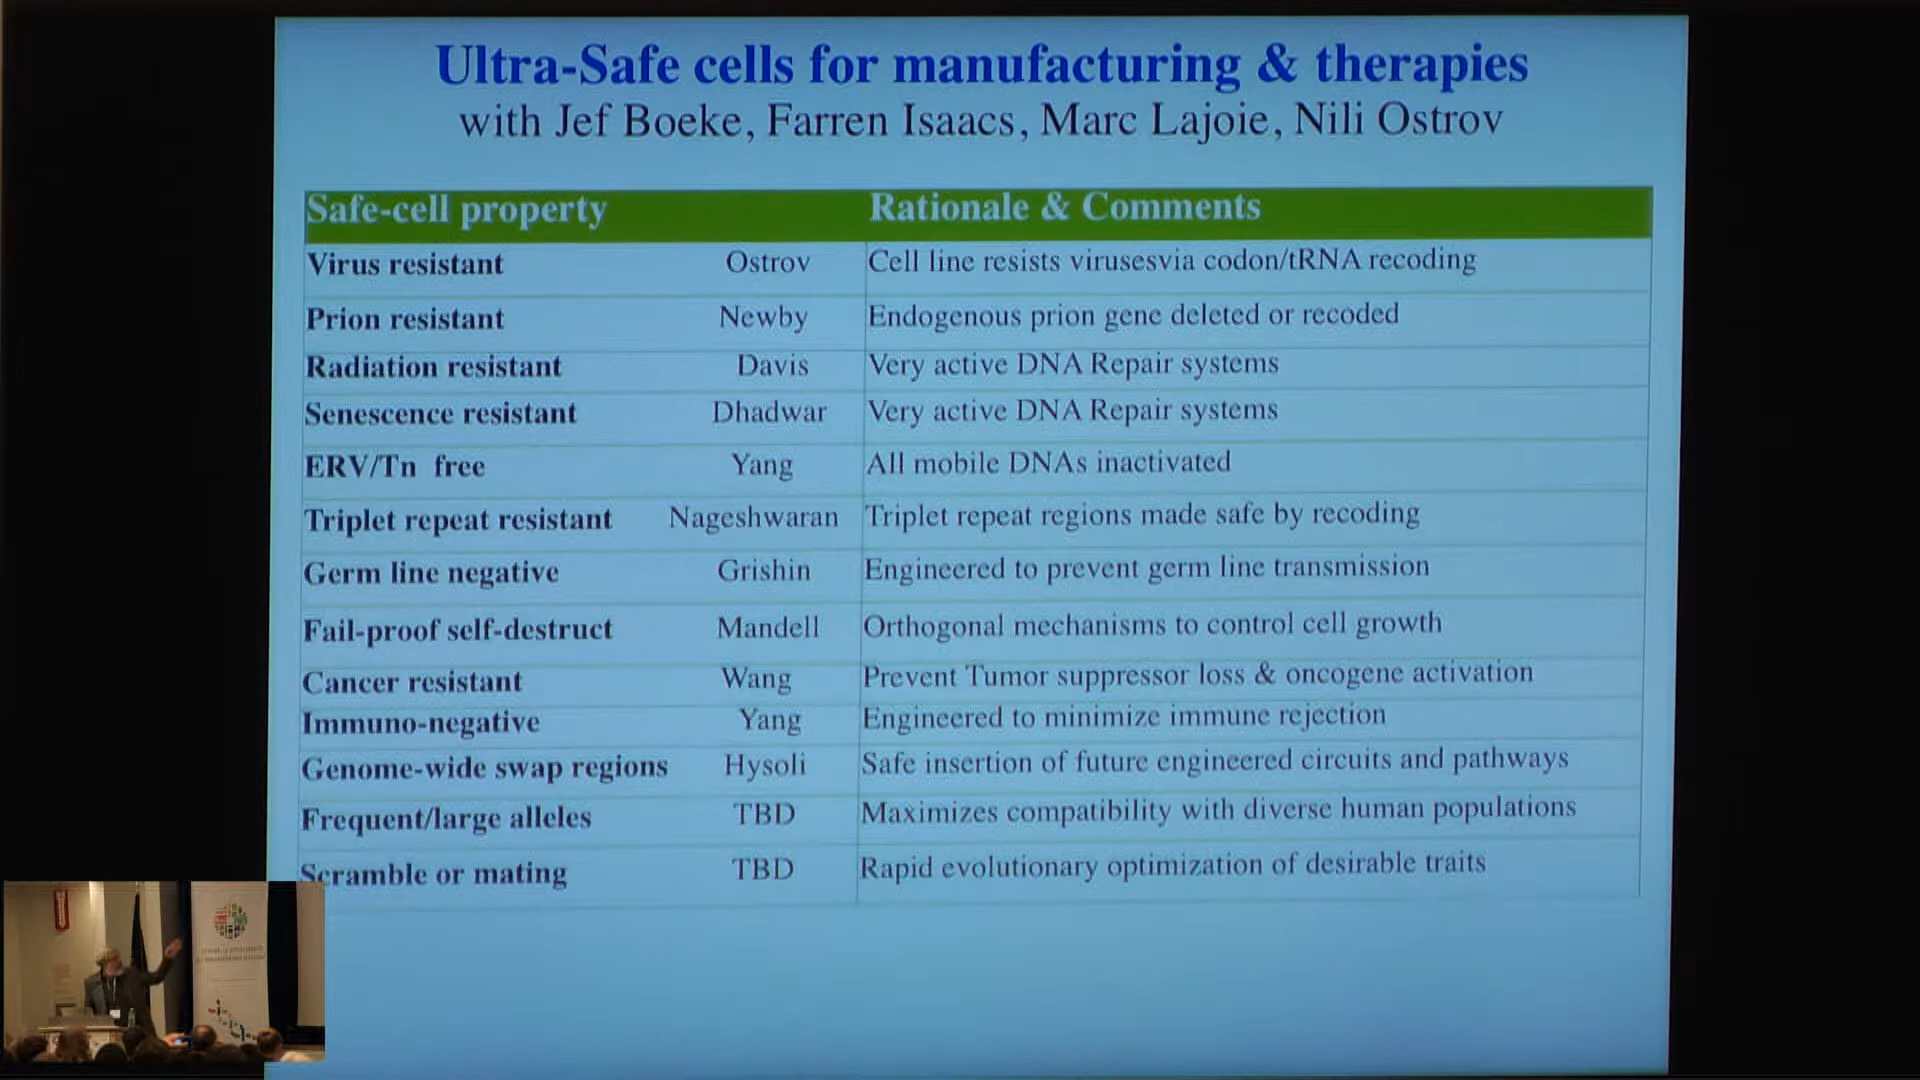 Ultra-Safe cells for manufacturing & therapies
with Jef Boeke, Farren Isaacs, Marc Lajoie, Nili Ostrov
Safe-cell property Rationale & Comments
Virus resistant Ostrov Cell line resists virusesvia codon/tRNA recoding
Prion resistant Newby Endogenous prion gene deleted or recoded
Radiation resistant Davis Very active DNA Repair systems
Senescence resistant Dhadwar Very active DNA Repair systems
ERV/Tn free Yang All mobile DNAs inactivated
Triplet repeat resistant Nageshwaran Triplet repeat regions made safe by recoding
Germ line negative Grishin Engineered to prevent germ line transmission
Fail-proof self-destruct Mandell Orthogonal mechanisms to control cell growth
Cancer resistant Wang Prevent Tumor suppressor loss & oncogene activation
Immuno-negative Yang Engineered to minimize immune rejection
Genome-wide swap regions Hysoli Safe insertion of future engineered circuits and pathways
Frequent/large alleles TBD Maximizes compatibility with diverse human populations
Scramble or mating TBD Rapid evolutionary optimization of desirable traits